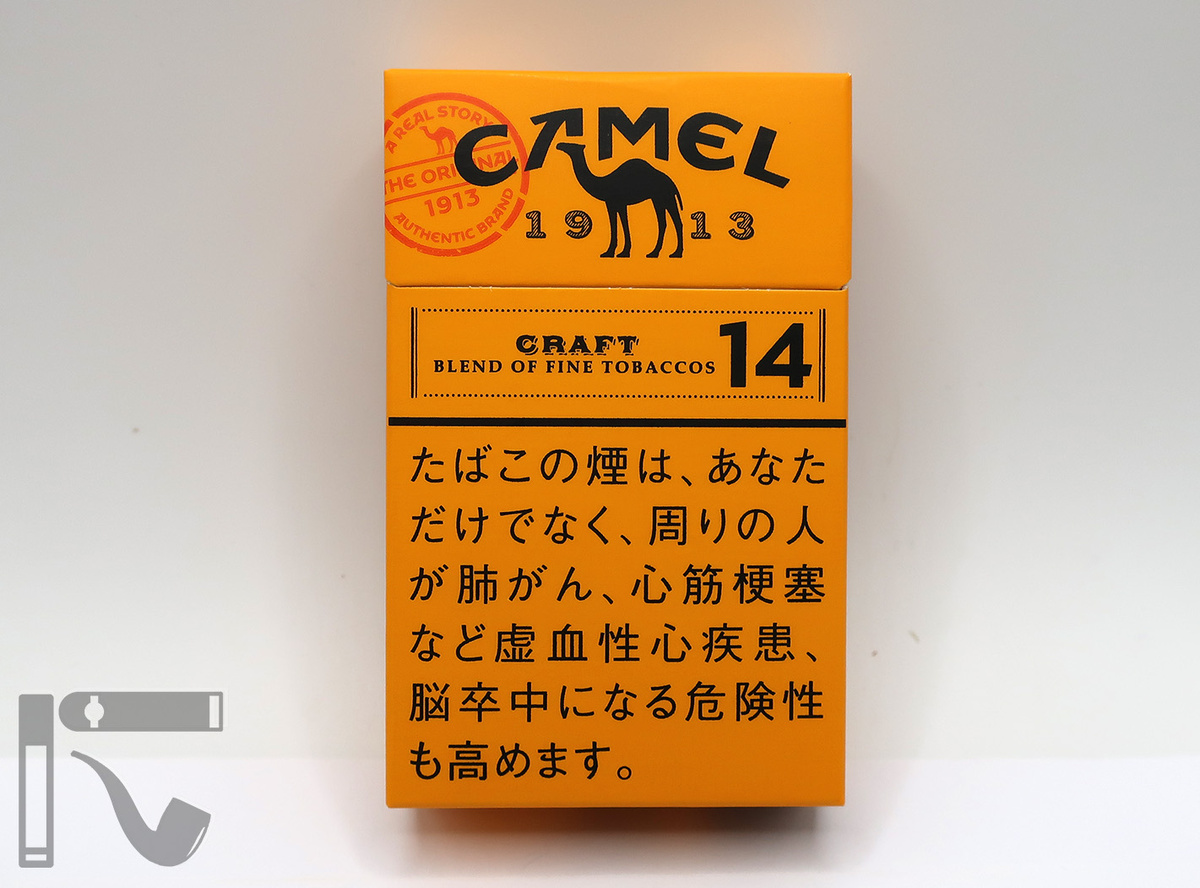 A REAL STORY
THE ORIGINAL
1913
AUTHENTIC BRAND
CAMEL
1913
CRAFT
BLEND OF FINE TOBACCOS
14
たばこの煙は、あなた
だけでなく、周りの人
が肺がん、心筋梗塞
など虚血性心疾患、
脳卒中になる危険性
も高めます。